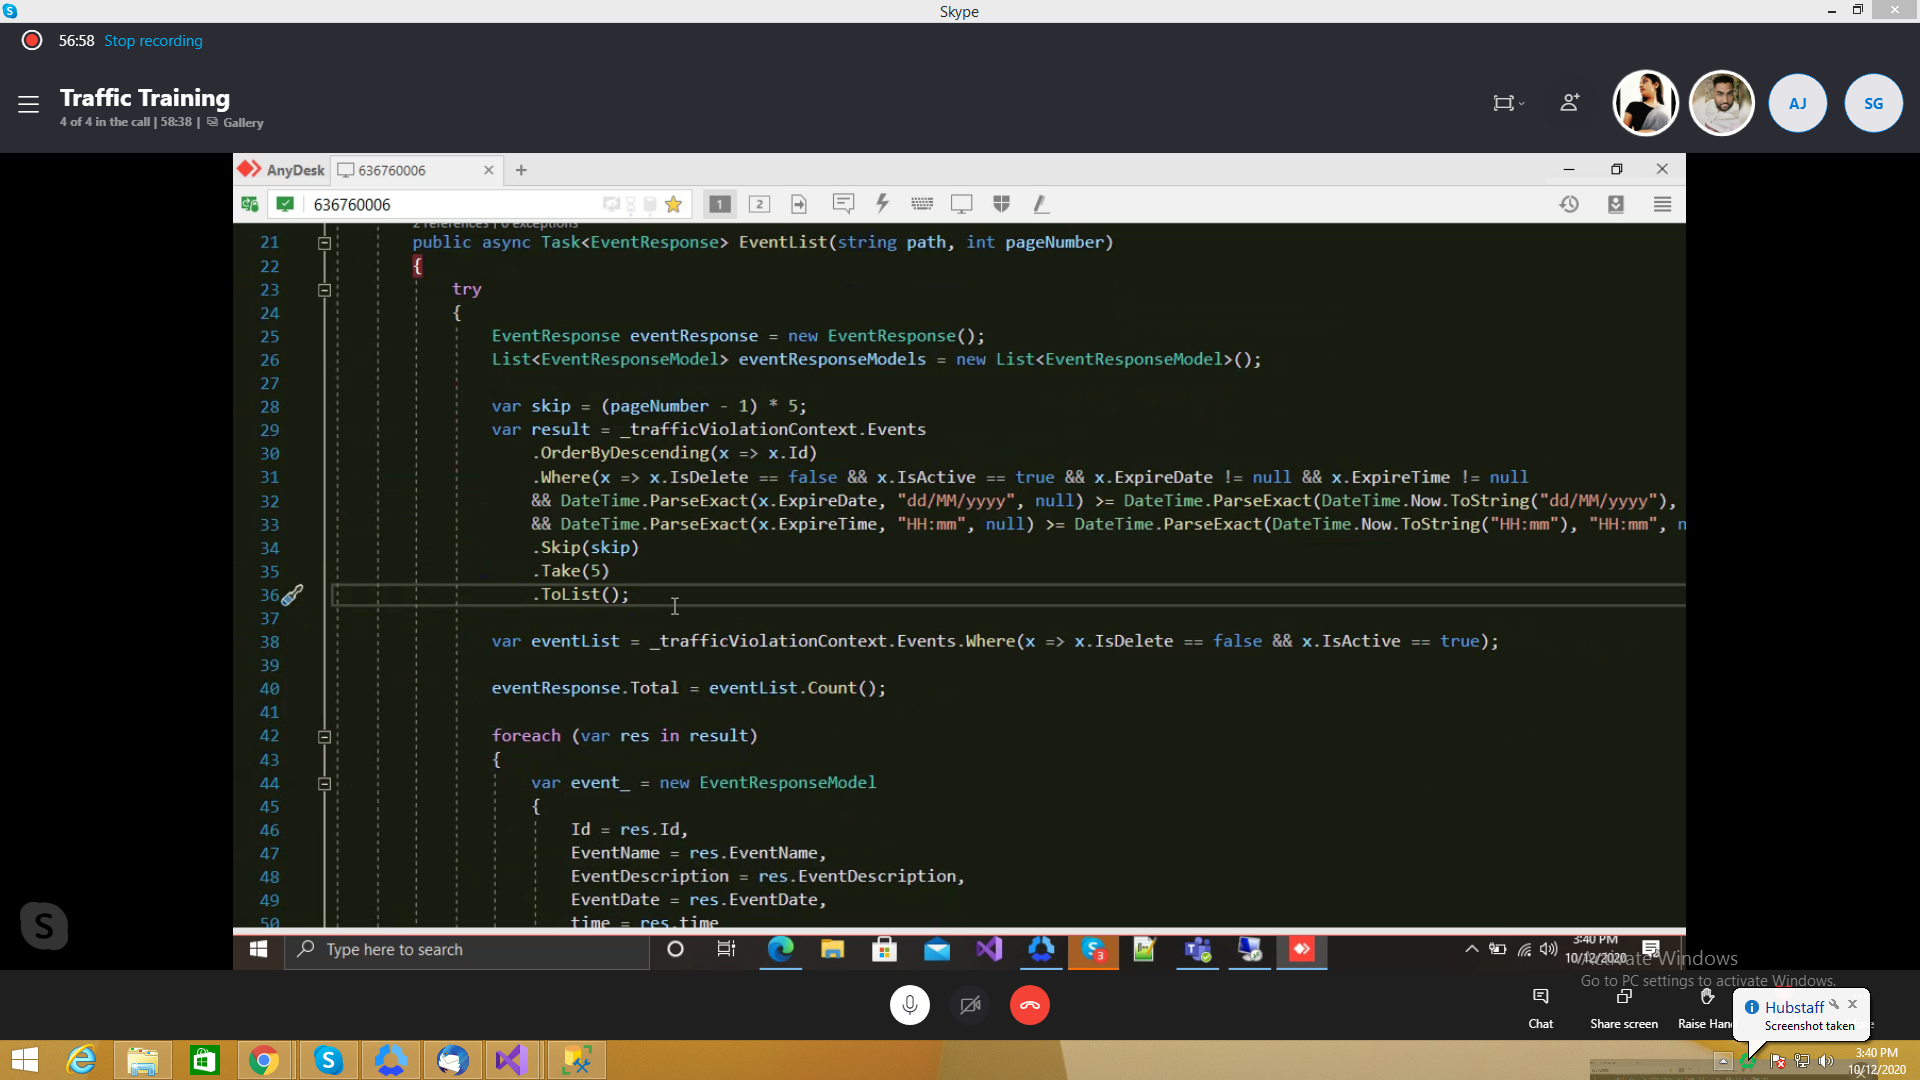 Skype
56:58 Stop recording
Traffic Training
4 of 4 in the call | 58:38 | Gallery
AJ
SG
AnyDesk
636760006
636760006
1
2
2 references | 0 exceptions
21 public async Task<EventResponse> EventList(string path, int pageNumber)
22 {
23 try
24 {
25 EventResponse eventResponse = new EventResponse();
26 List<EventResponseModel> eventResponseModels = new List<EventResponseModel>();
27
28 var skip = (pageNumber - 1) * 5;
29 var result = _trafficViolationContext.Events
30 .OrderByDescending(x => x.Id)
31 .Where(x => x.IsDelete == false && x.IsActive == true && x.ExpireDate != null && x.ExpireTime != null
32 && DateTime.ParseExact(x.ExpireDate, "dd/MM/yyyy", null) >= DateTime.ParseExact(DateTime.Now.ToString("dd/MM/yyyy"),
33 && DateTime.ParseExact(x.ExpireTime, "HH:mm", null) >= DateTime.ParseExact(DateTime.Now.ToString("HH:mm"), "HH:mm", n
34 .Skip(skip)
35 .Take(5)
36 .ToList();
37
38 var eventList = _trafficViolationContext.Events.Where(x => x.IsDelete == false && x.IsActive == true);
39
40 eventResponse.Total = eventList.Count();
41
42 foreach (var res in result)
43 {
44 var event_ = new EventResponseModel
45 {
46 Id = res.Id,
47 EventName = res.EventName,
48 EventDescription = res.EventDescription,
49 EventDate = res.EventDate,
50 time = res.time
Type here to search
3
3:40 PM
10/12/2020
Activate Windows
Go to PC settings to activate Windows.
Chat
Share screen
Raise Han
Hubstaff
Screenshot taken
3:40 PM
10/12/2020